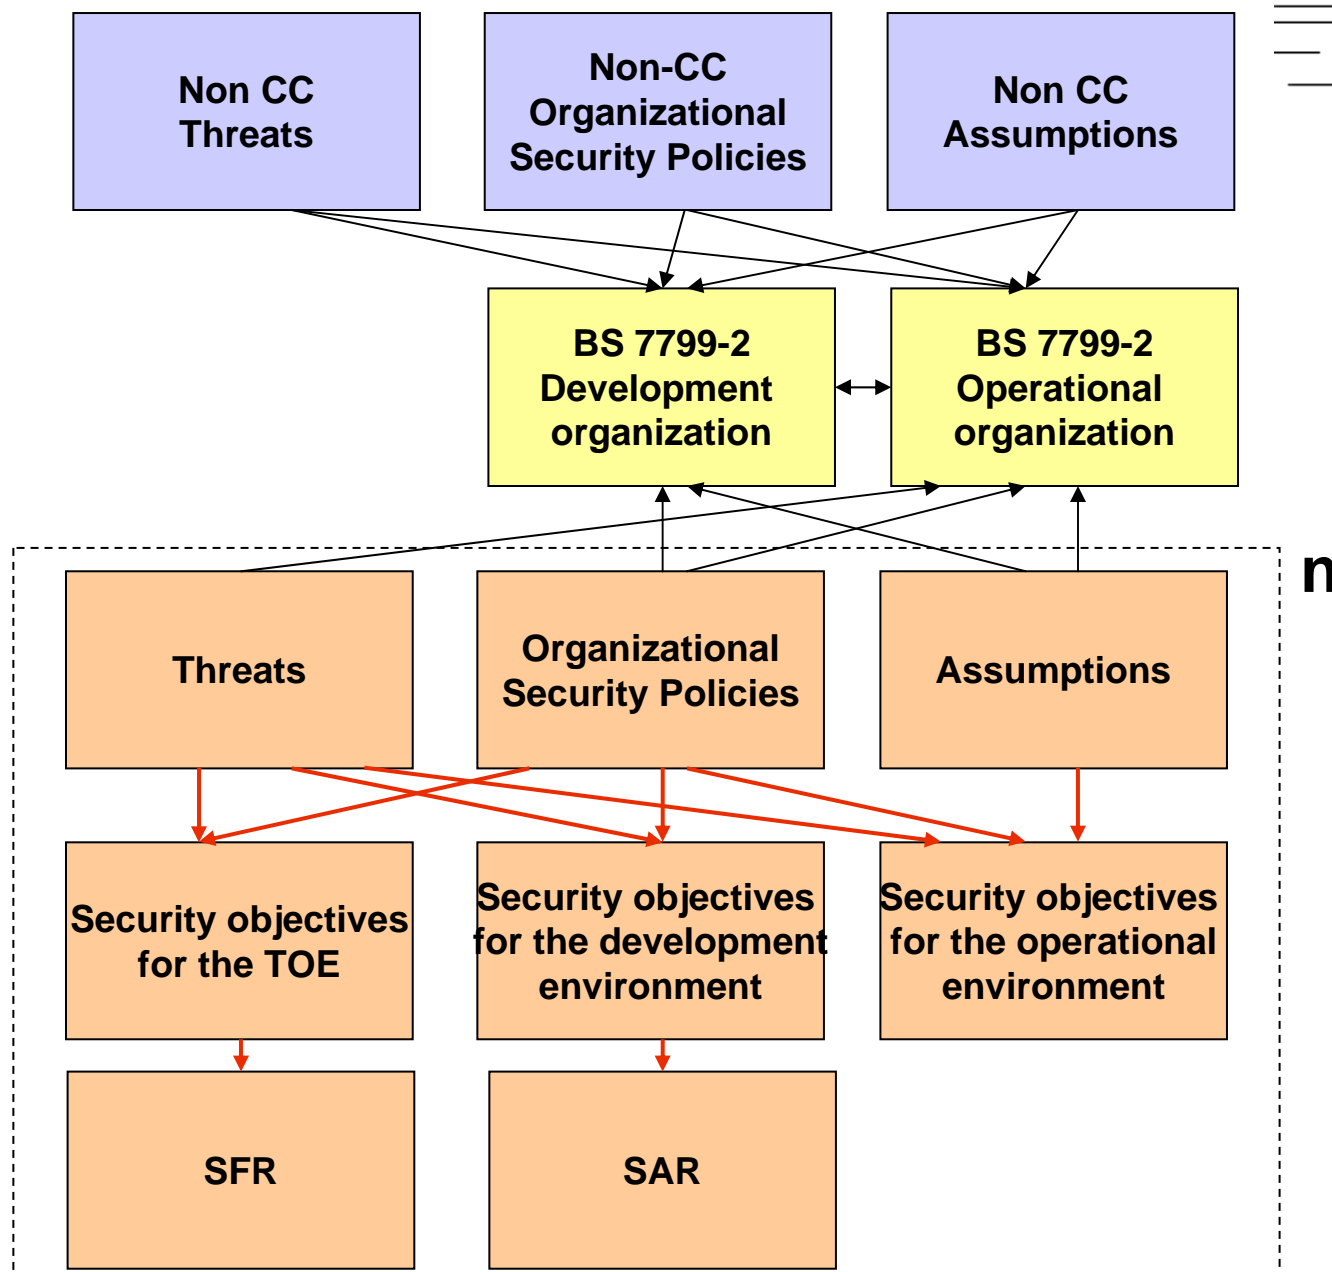 Non CC
Threats
Non-CC
Organizational
Security Policies
Non CC
Assumptions
BS 7799-2
Development
organization
BS 7799-2
Operational
organization
n
Threats
Organizational
Security Policies
Assumptions
Security objectives
for the TOE
Security objectives
for the development
environment
Security objectives
for the operational
environment
SFR
SAR